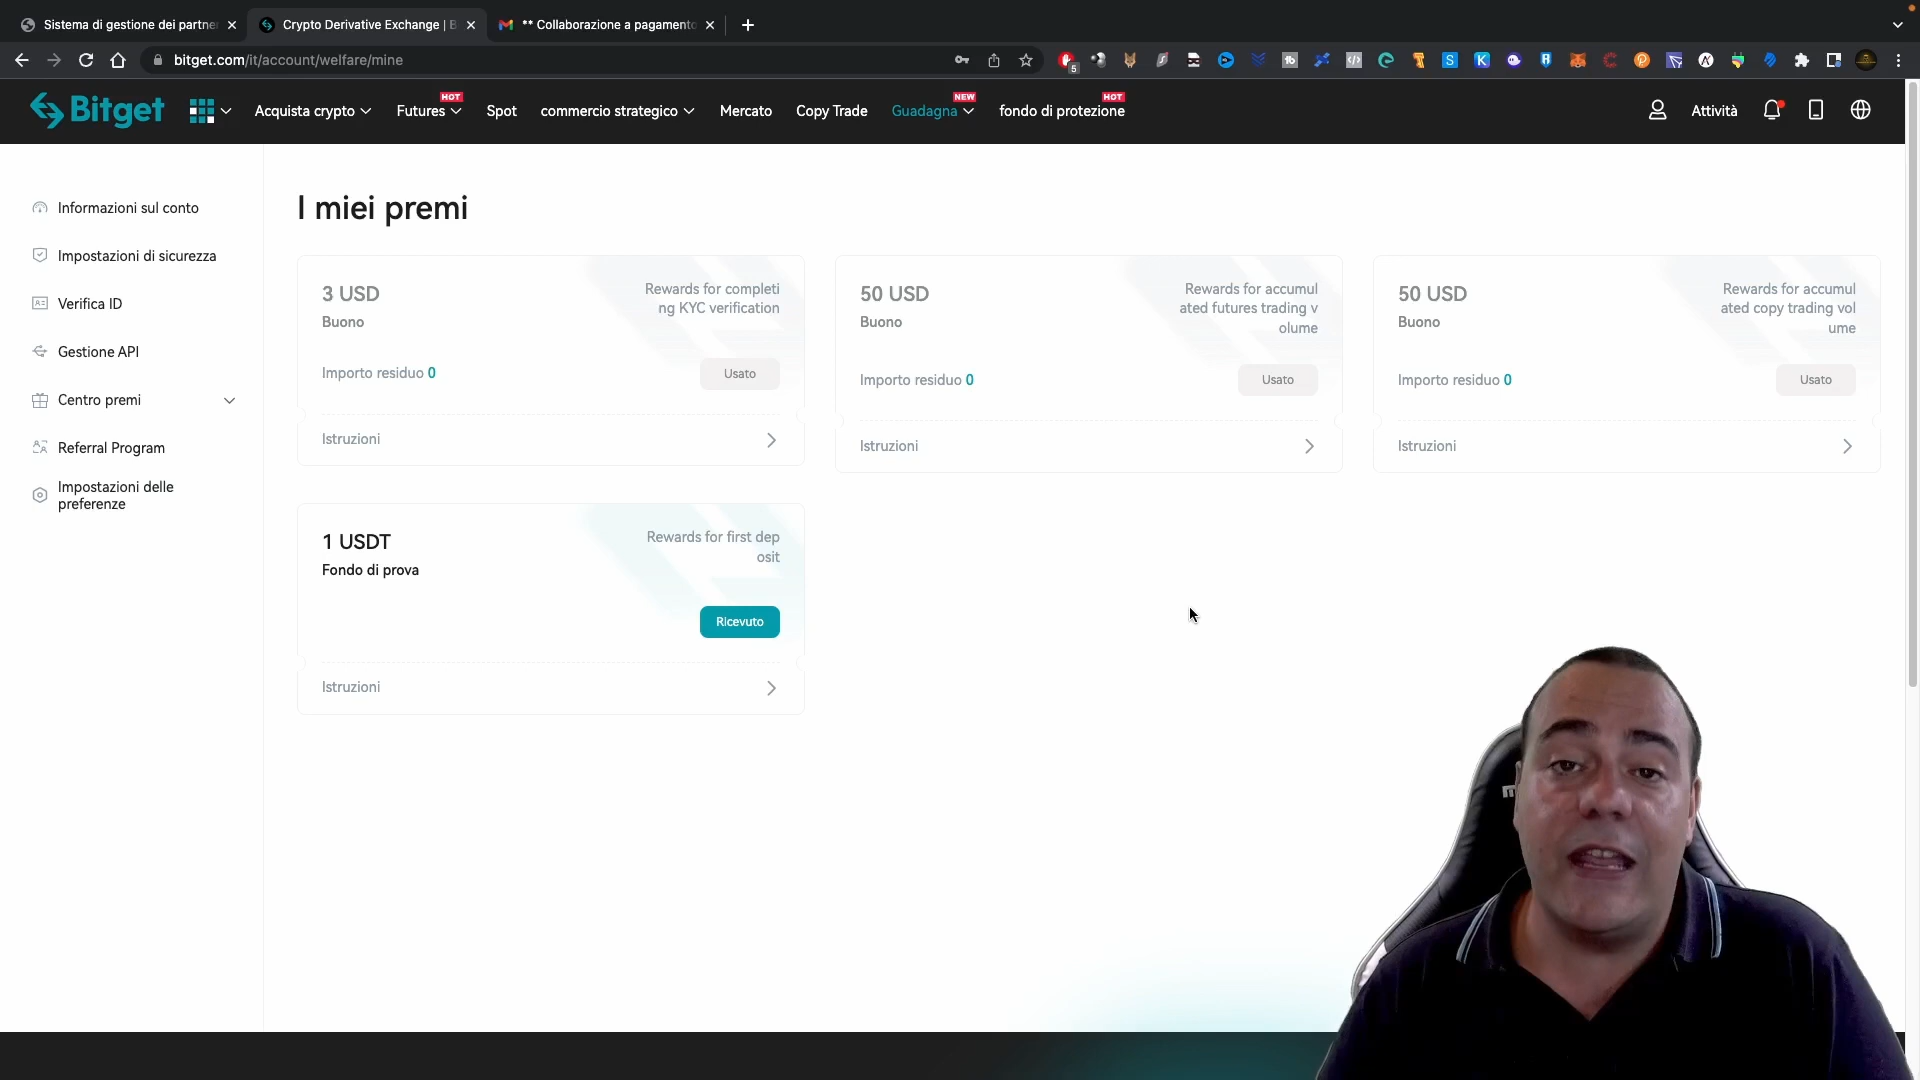 Sistema di gestione dei partne
Crypto Derivative Exchange | B
** Collaborazione a pagamento
bitget.com/it/account/welfare/mine
5
Bitget
Acquista crypto
Futures
HOT
Spot
commercio strategico
Mercato
Copy Trade
Guadagna
NEW
fondo di protezione
HOT
Attività
Informazioni sul conto
Impostazioni di sicurezza
Verifica ID
Gestione API
Centro premi
Referral Program
Impostazioni delle
preferenze
I miei premi
3 USD
Buono
Rewards for completi
ng KYC verification
Importo residuo 0
Usato
Istruzioni
50 USD
Buono
Rewards for accumul
ated futures trading v
olume
Importo residuo 0
Usato
Istruzioni
50 USD
Buono
Rewards for accumul
ated copy trading vol
ume
Importo residuo 0
Usato
Istruzioni
1 USDT
Fondo di prova
Rewards for first dep
osit
Ricevuto
Istruzioni